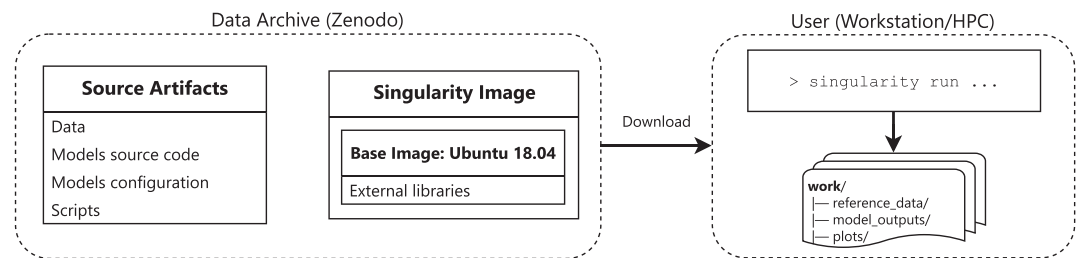 Data Archive (Zenodo)
Source Artifacts
Data
Models source code
Models configuration
Scripts
Singularity Image
Base Image: Ubuntu 18.04
External libraries
Download
User (Workstation/HPC)
> singularity run ...
work/
|— reference_data/
|— model_outputs/
|— plots/